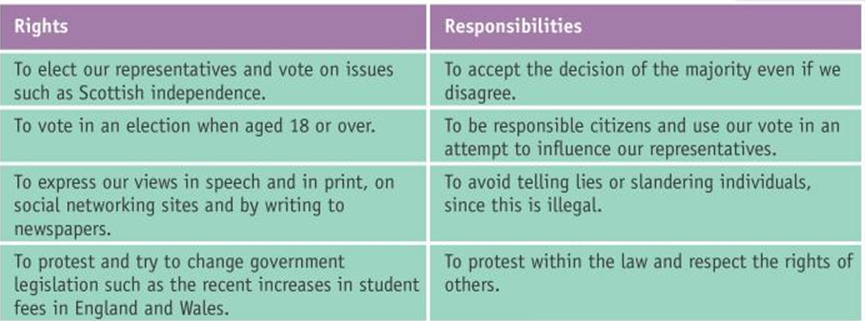 Rights
Responsibilities
To elect our representatives and vote on issues
such as Scottish independence.
To accept the decision of the majority even if we
disagree.
To vote in an election when aged 18 or over.
To be responsible citizens and use our vote in an
attempt to influence our representatives.
To express our views in speech and in print, on
social networking sites and by writing to
newspapers.
To avoid telling lies or slandering individuals,
since this is illegal.
To protest and try to change government
legislation such as the recent increases in student
fees in England and Wales.
To protest within the law and respect the rights of
others.